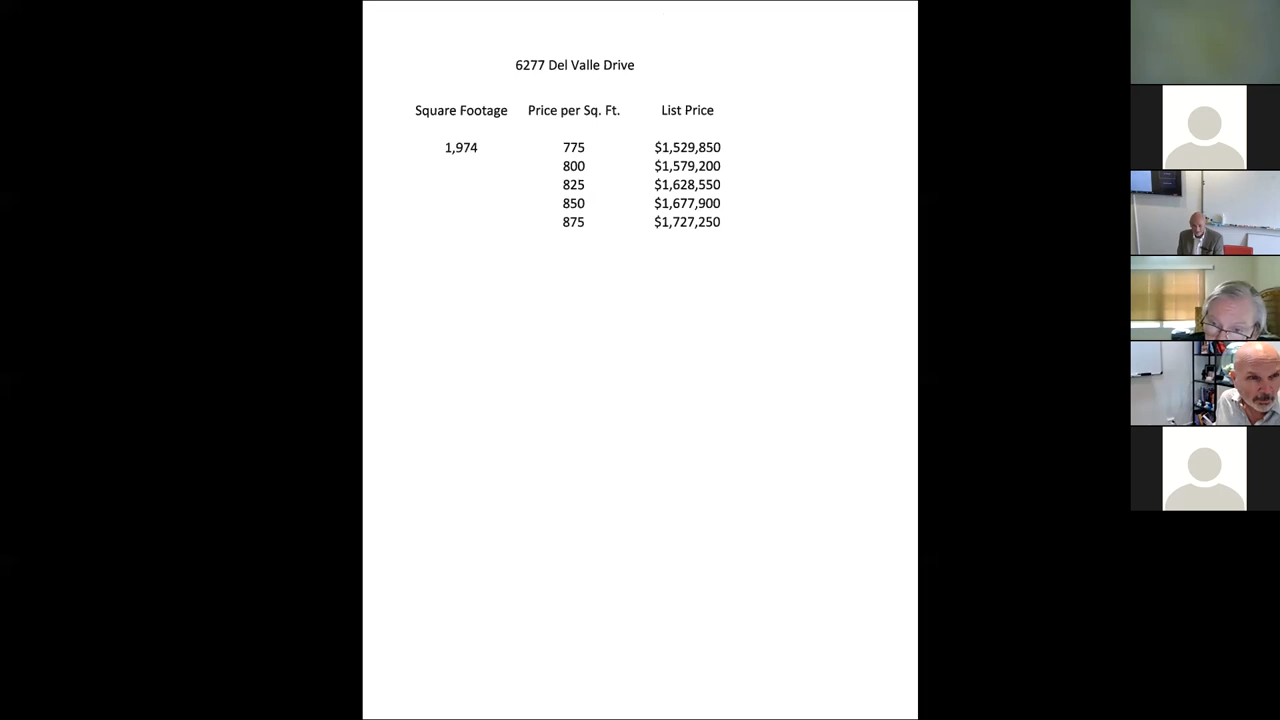 6277 Del Valle Drive
Square Footage Price per Sq. Ft. List Price
1,974 775 $1,529,850
800 $1,579,200
825 $1,628,550
850 $1,677,900
875 $1,727,250